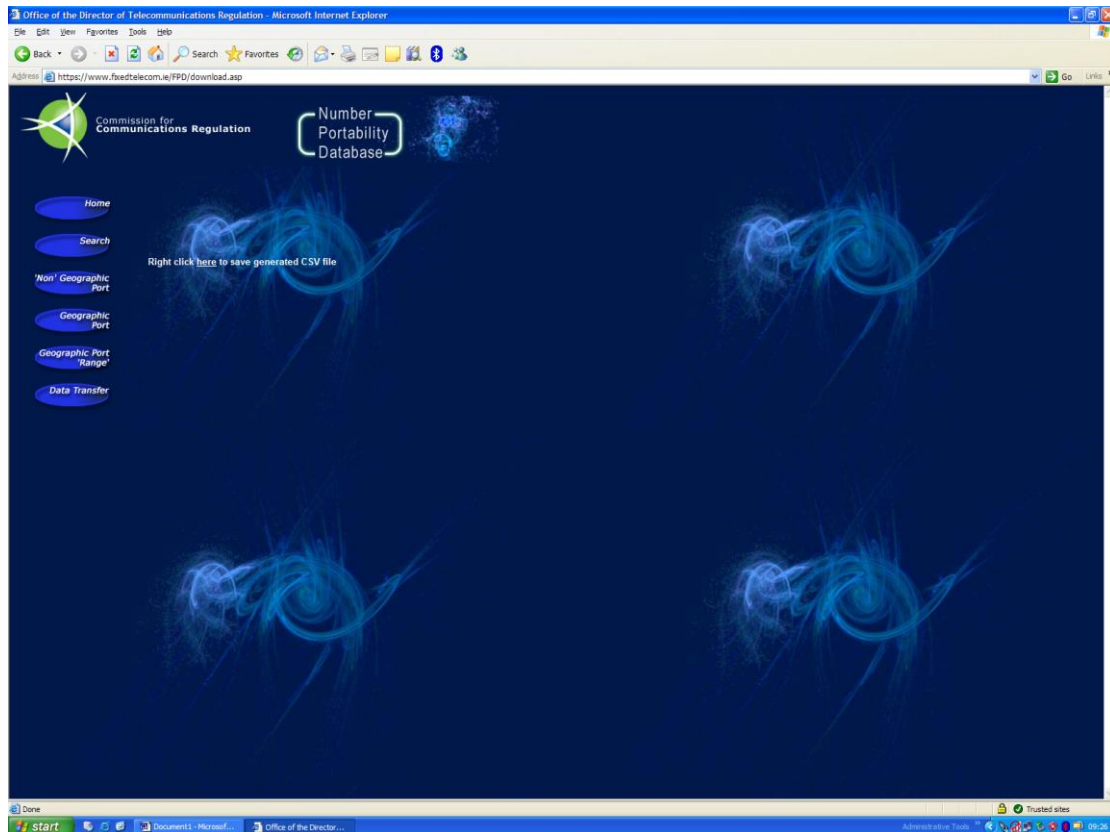 Office of the Director of Telecommunications Regulation - Microsoft Internet Explorer
File Edit View Favorites Tools Help
Back Search Favorites
Address https://www.fixedtelecom.ie/FPD/download.asp Go Links
Commission for
Communications Regulation
Number
Portability
Database
Home
Search
Right click here to save generated CSV file
'Non' Geographic
Port
Geographic
Port
Geographic Port
'Range'
Data Transfer
Done Trusted sites
start Document1 - Microsof... Office of the Director... Administrative Tools 09:26